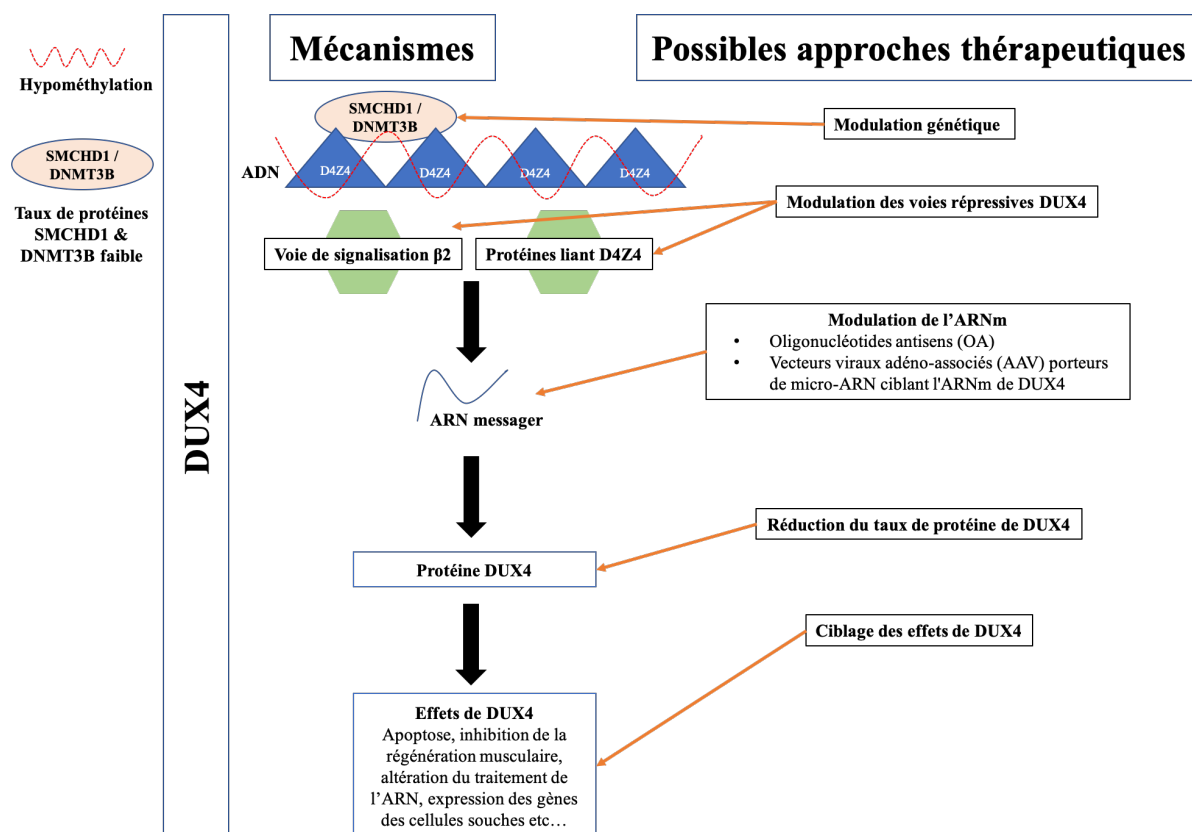 Mécanismes
Possibles approches thérapeutiques
Hypométhylation
SMCHD1 /
DNMT3B
Taux de protéines
SMCHD1 &
DNMT3B faible
DUX4
SMCHD1 /
DNMT3B
ADN
D4Z4
D4Z4
D4Z4
D4Z4
Modulation génétique
Modulation des voies répressives DUX4
Voie de signalisation β2
Protéines liant D4Z4
Modulation de l’ARNm
• Oligonucléotides antisens (OA)
• Vecteurs viraux adéno-associés (AAV) porteurs
de micro-ARN ciblant l'ARNm de DUX4
ARN messager
Réduction du taux de protéine de DUX4
Protéine DUX4
Ciblage des effets de DUX4
Effets de DUX4
Apoptose, inhibition de la
régénération musculaire,
altération du traitement de
l’ARN, expression des gènes
des cellules souches etc…